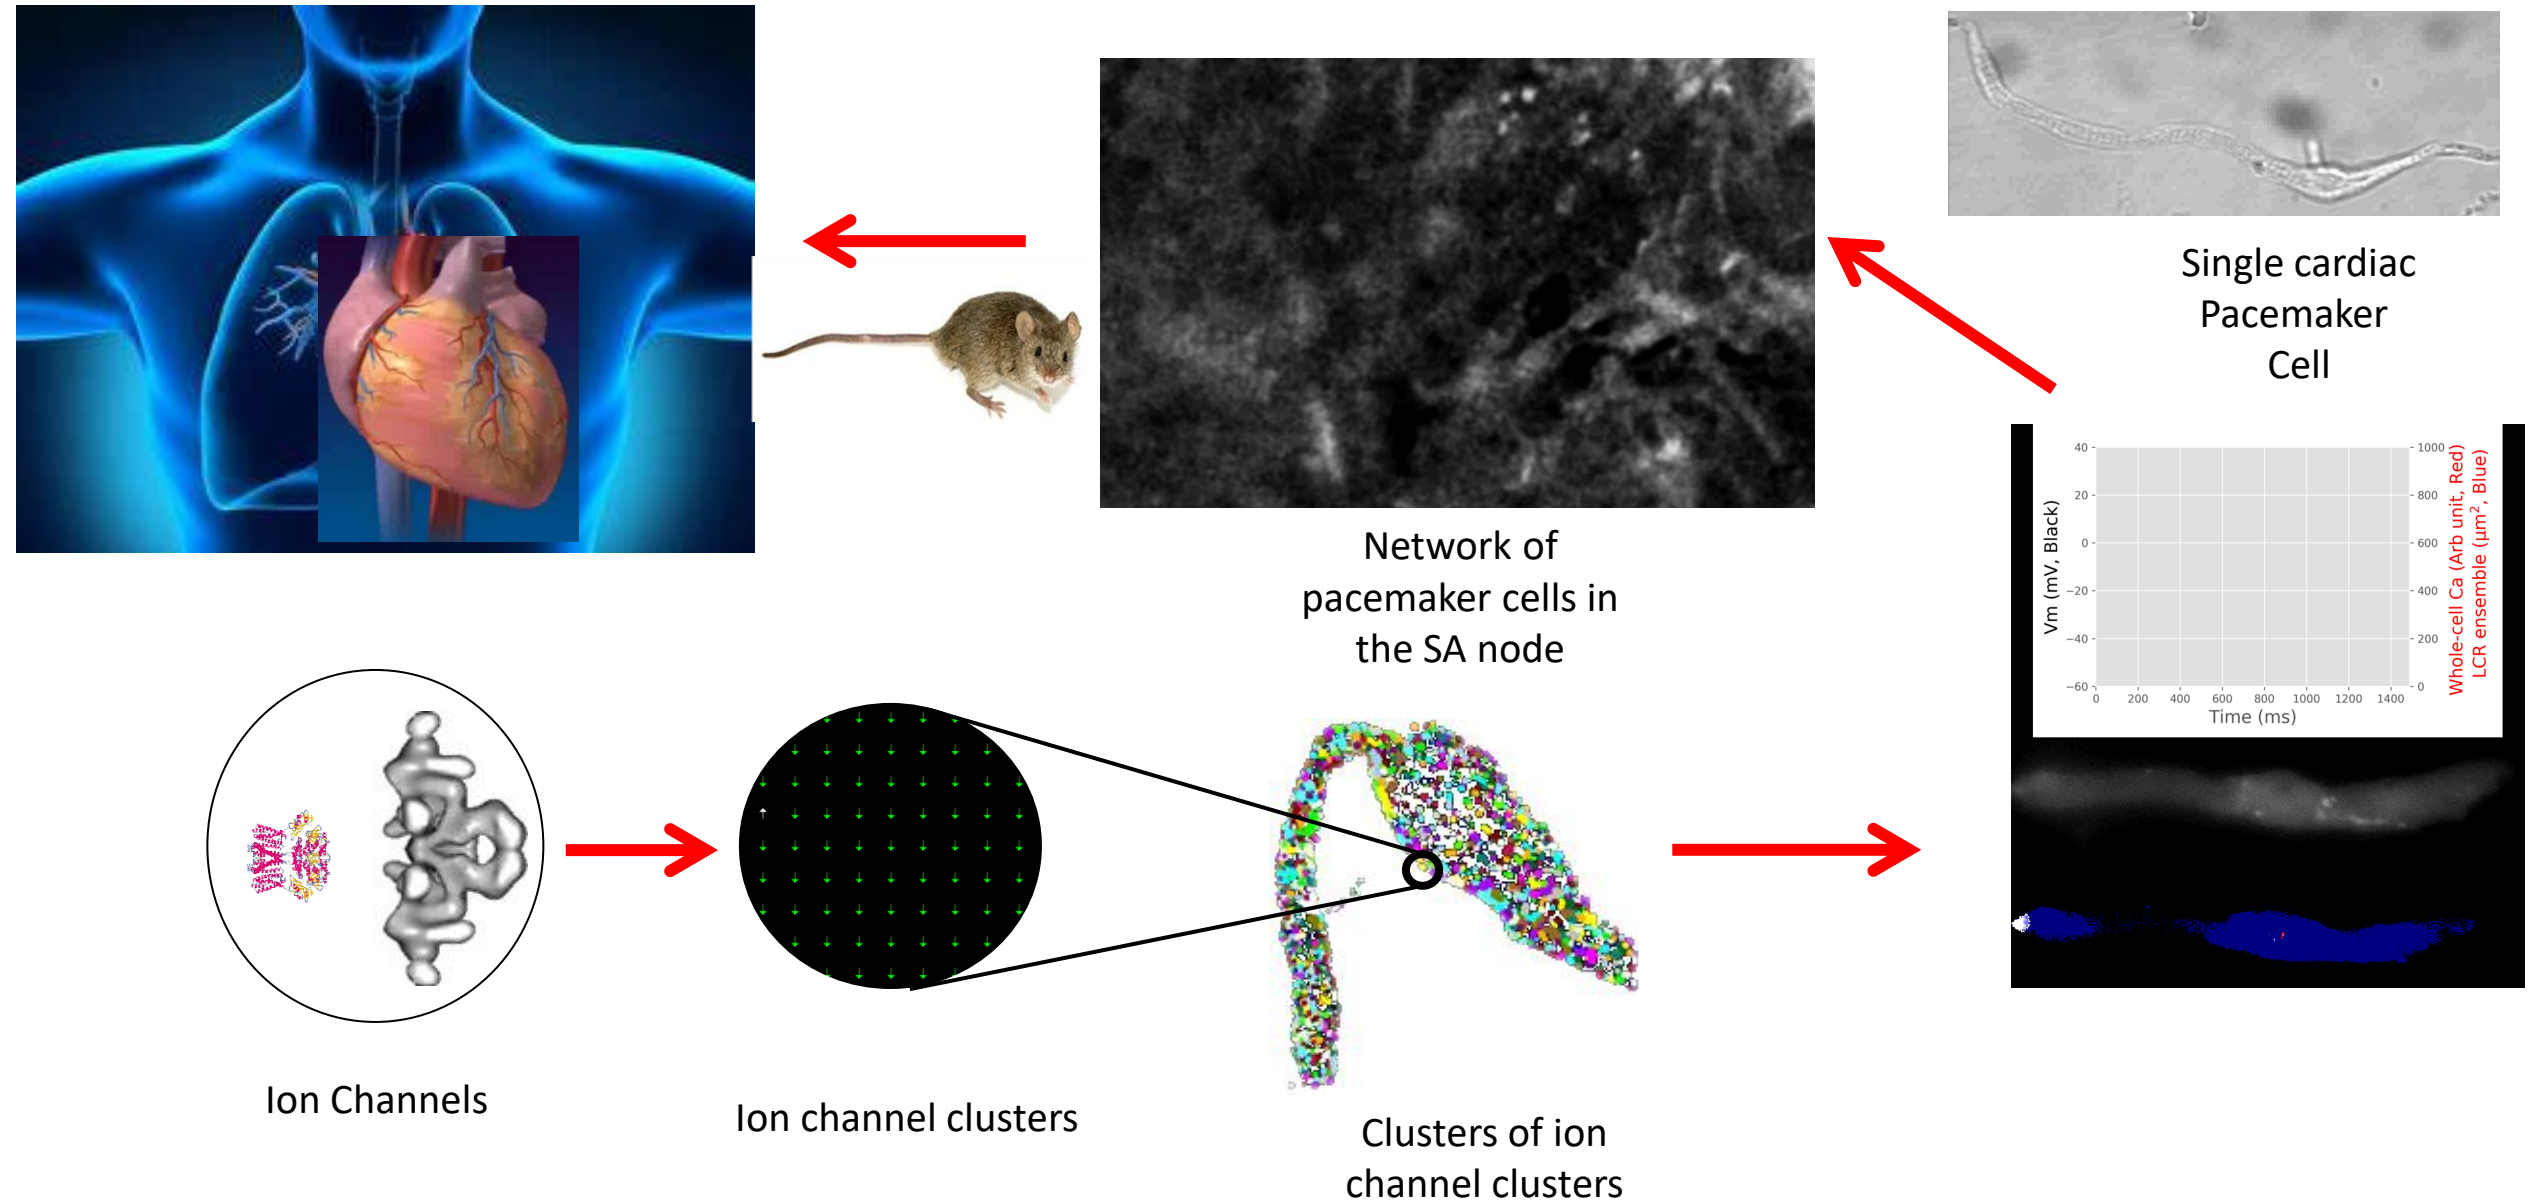 Single cardiac
Pacemaker
Cell
Network of
pacemaker cells in
the SA node
40
20
0
−20
−40
−60
Vm (mV, Black)
1000
800
600
400
200
0
Whole-cell Ca (Arb unit, Red)
LCR ensemble (μm², Blue)
0 200 400 600 800 1000 1200 1400
Time (ms)
Ion Channels
Ion channel clusters
Clusters of ion
channel clusters